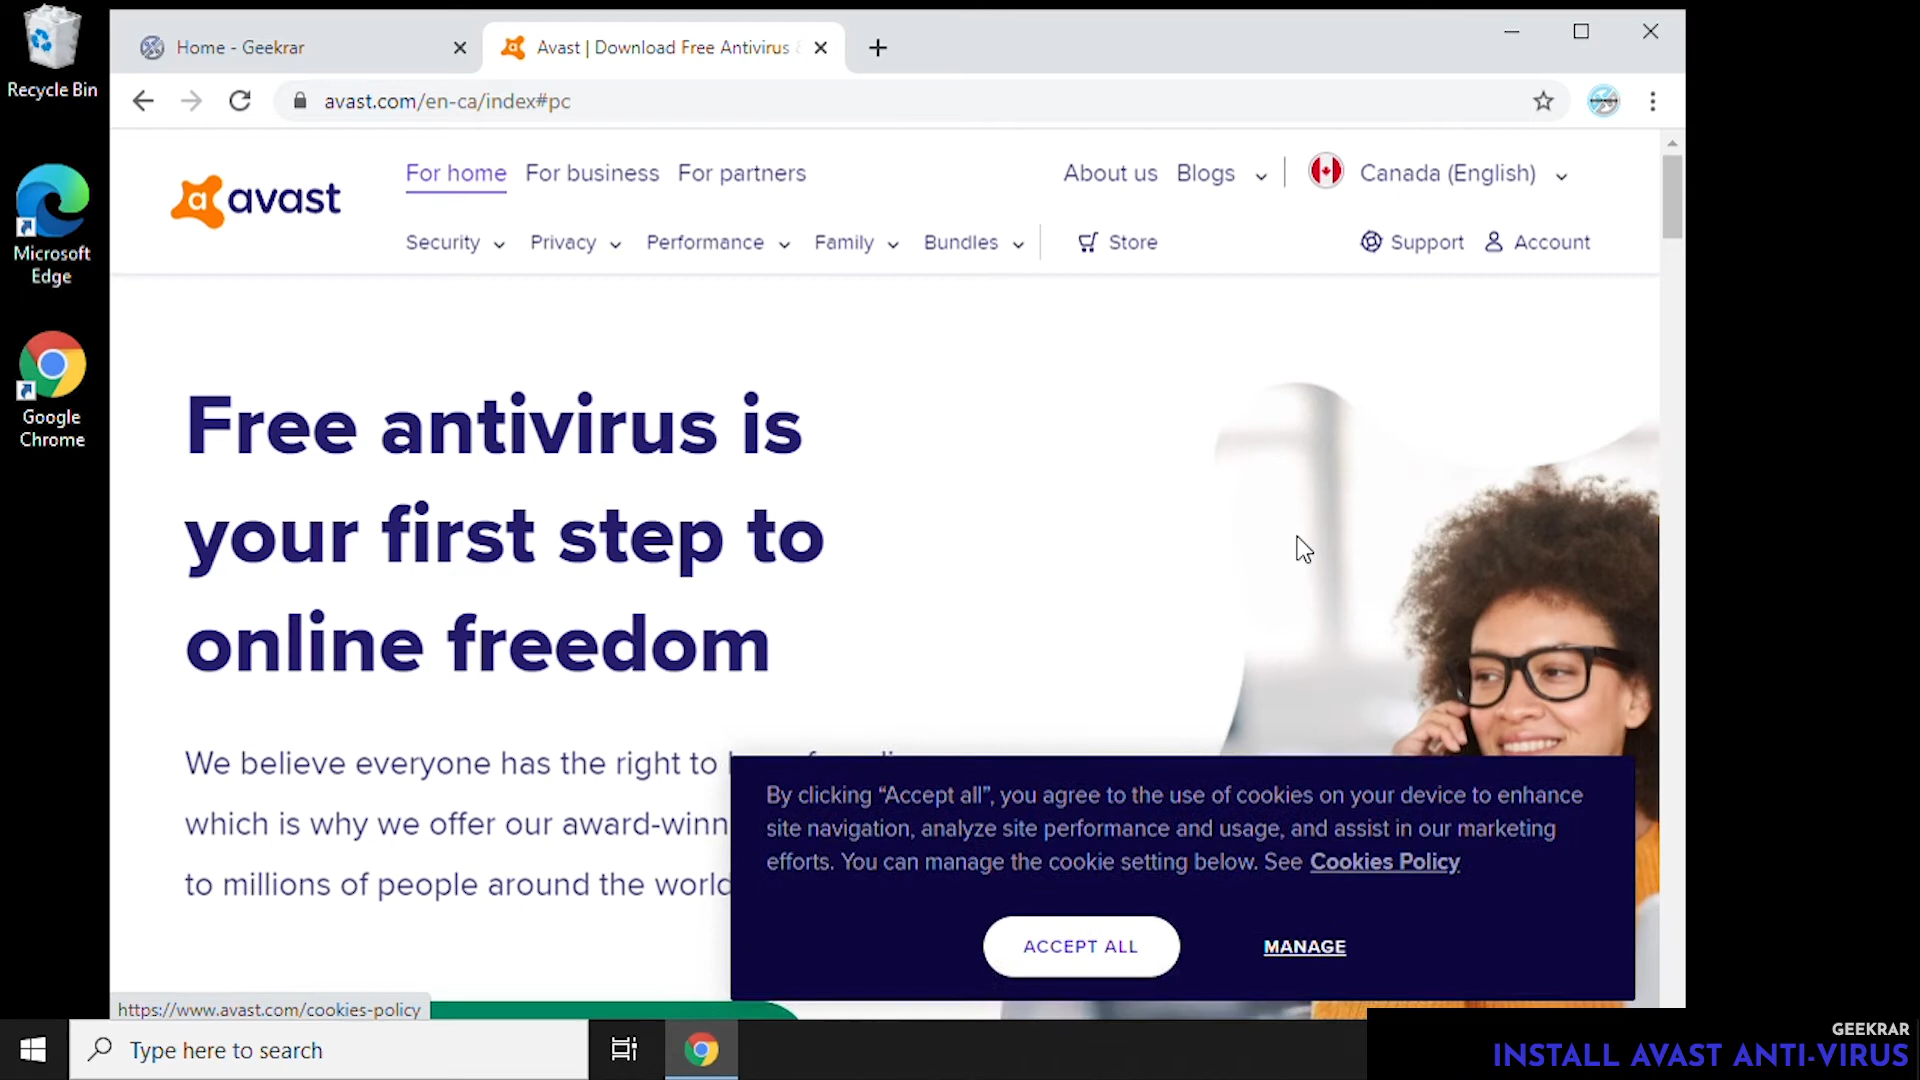 Recycle Bin
Microsoft
Edge
Google
Chrome
Home - Geekrar
Avast | Download Free Antivirus
avast.com/en-ca/index#pc
avast
For home
For business
For partners
About us
Blogs
Canada (English)
Security
Privacy
Performance
Family
Bundles
Store
Support
Account
Free antivirus is
your first step to
online freedom
We believe everyone has the right to
which is why we offer our award-winn
to millions of people around the world
By clicking “Accept all”, you agree to the use of cookies on your device to enhance
site navigation, analyze site performance and usage, and assist in our marketing
efforts. You can manage the cookie setting below. See Cookies Policy
ACCEPT ALL
MANAGE
https://www.avast.com/cookies-policy
Type here to search
GEEKRAR
INSTALL AVAST ANTI-VIRUS